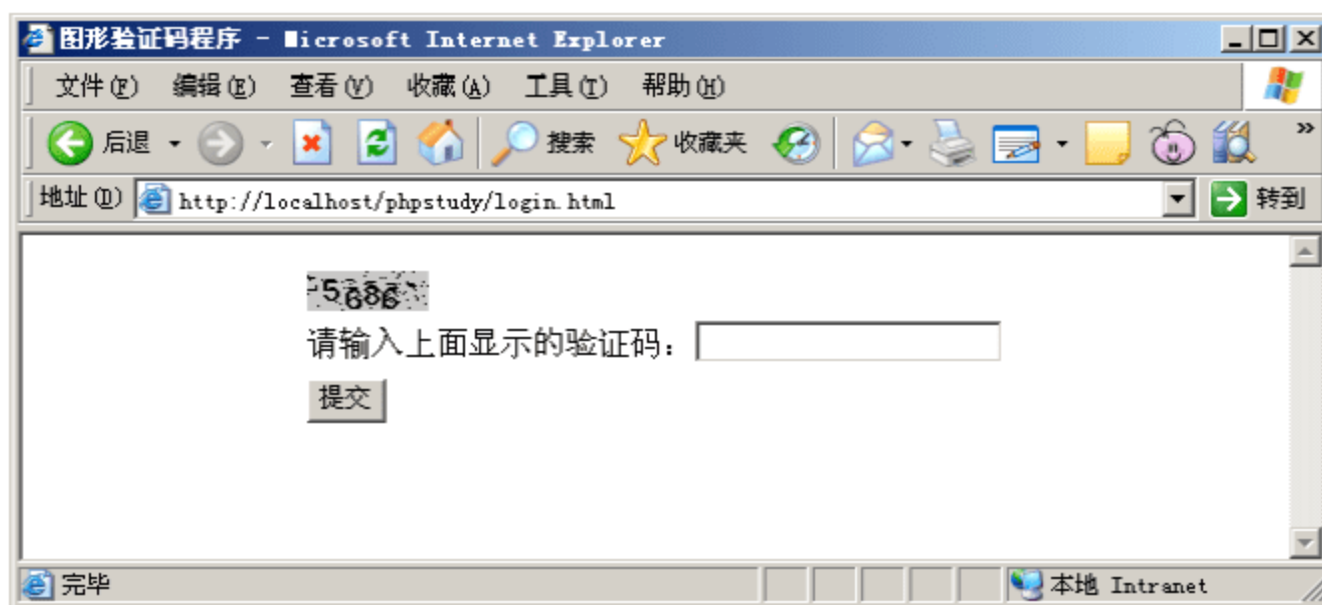 图形验证码程序 - Microsoft Internet Explorer
文件(F) 编辑(E) 查看(V) 收藏(A) 工具(T) 帮助(H)
后退 搜索 收藏夹 »
地址(D) http://localhost/phpstudy/login.html 转到
5686
请输入上面显示的验证码：
提交
完毕 本地 Intranet